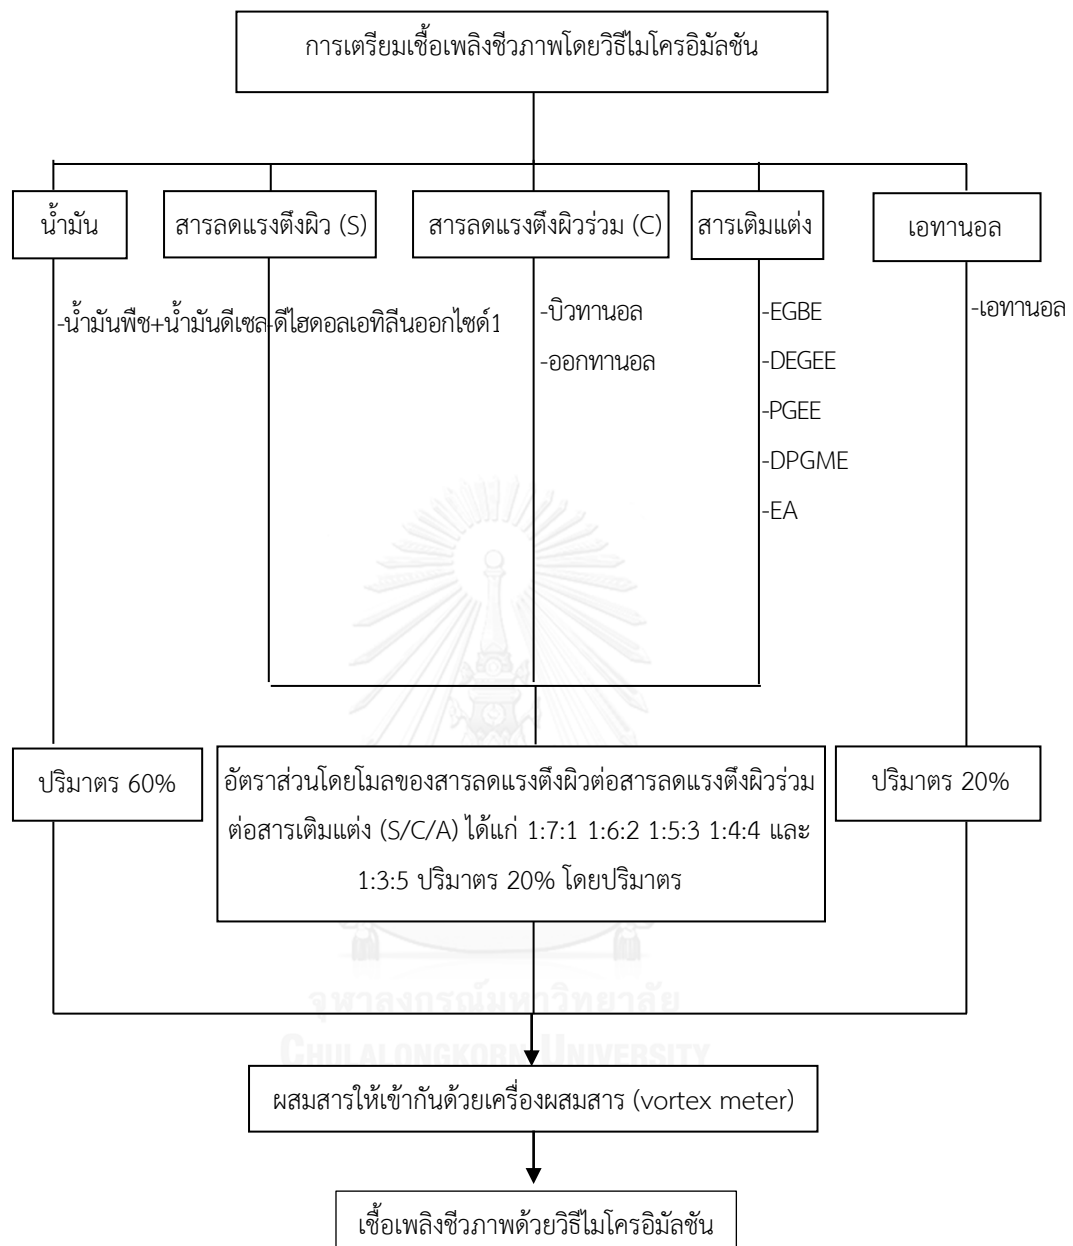 การเตรียมเชื้อเพลิงชีวภาพโดยวิธีไมโครอิมัลชัน
น้ำมัน
สารลดแรงตึงผิว (S)
สารลดแรงตึงผิวร่วม (C)
สารเติมแต่ง
เอทานอล
-น้ำมันพืช+น้ำมันดีเซล
-ดีไฮดอลเอทิลีนออกไซด์1
-บิวทานอล
-ออกทานอล
-EGBE
-DEGEE
-PGEE
-DPGME
-EA
-เอทานอล
ปริมาตร 60%
อัตราส่วนโดยโมลของสารลดแรงตึงผิวต่อสารลดแรงตึงผิวร่วม
ต่อสารเติมแต่ง (S/C/A) ได้แก่ 1:7:1 1:6:2 1:5:3 1:4:4 และ
1:3:5 ปริมาตร 20% โดยปริมาตร
ปริมาตร 20%
จุฬาลงกรณ์มหาวิทยาลัย
CHULALONGKORN UNIVERSITY
ผสมสารให้เข้ากันด้วยเครื่องผสมสาร (vortex meter)
เชื้อเพลิงชีวภาพด้วยวิธีไมโครอิมัลชัน